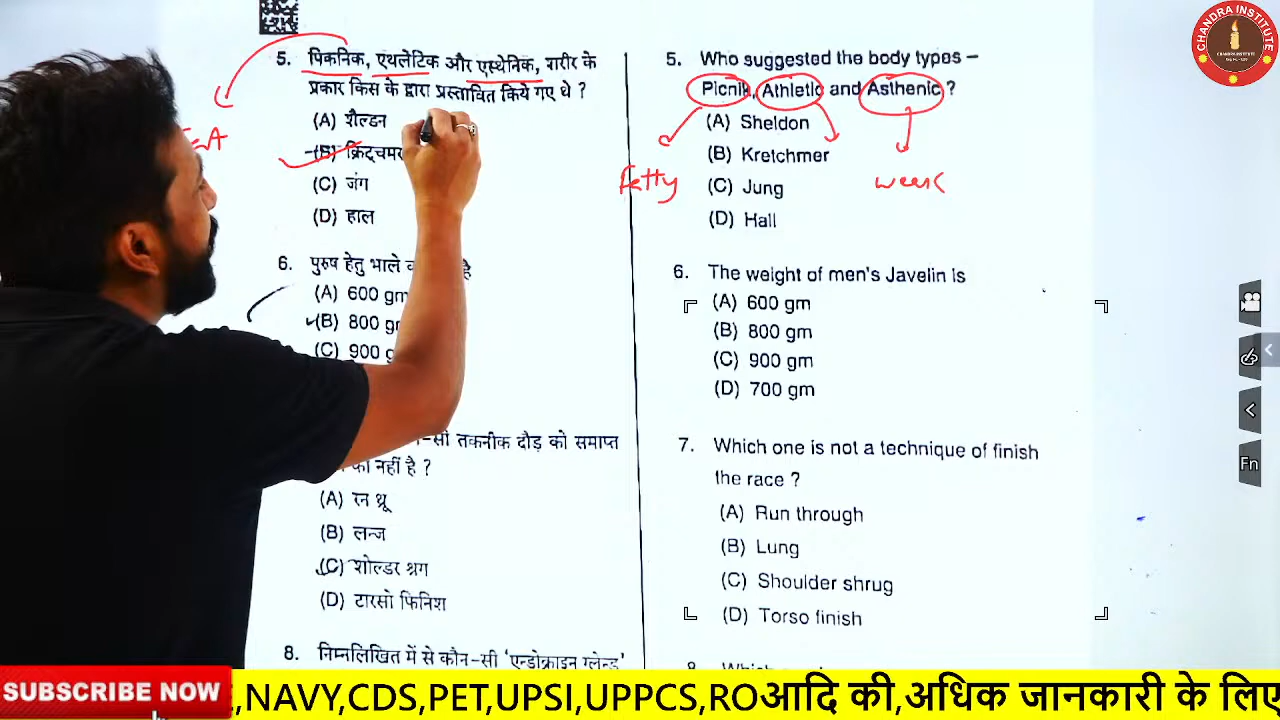 5. पिकनिक, एथलेटिक और एस्थेनिक, शरीर के
प्रकार किस के द्वारा प्रस्तावित किये गए थे ?
(A) शैल्डन
(B) क्रिट्चमर
(C) जंग
(D) हाल
6. पुरुष हेतु भाले है
(A) 600 gm
(B) 800 gm
(C) 900 g
सी तकनीक दौड़ को समाप्त
का नहीं है ?
(A) रन थ्रू
(B) लन्ज
(C) शोल्डर श्रग
(D) टारसो फिनिश
8. निम्नलिखित में से कौन-सी 'एन्डोक्राइन ग्लेन्ड'
5. Who suggested the body types –
Picnik, Athletic and Asthenic ?
(A) Sheldon
(B) Kretchmer
(C) Jung
(D) Hall
Fatty
week
6. The weight of men's Javelin is
(A) 600 gm
(B) 800 gm
(C) 900 gm
(D) 700 gm
7. Which one is not a technique of finish
the race ?
(A) Run through
(B) Lung
(C) Shoulder shrug
(D) Torso finish
CHANDRA INSTITUTE
Fn
SUBSCRIBE NOW
,NAVY,CDS,PET,UPSI,UPPCS,ROआदि की,अधिक जानकारी के लिए